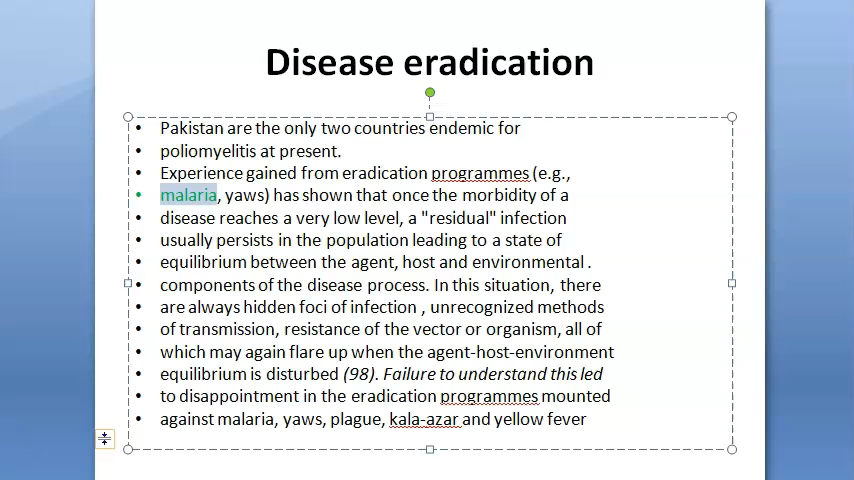 Disease eradication
• Pakistan are the only two countries endemic for
• poliomyelitis at present.
• Experience gained from eradication programmes (e.g.,
• malaria, yaws) has shown that once the morbidity of a
• disease reaches a very low level, a "residual" infection
• usually persists in the population leading to a state of
• equilibrium between the agent, host and environmental .
• components of the disease process. In this situation, there
• are always hidden foci of infection , unrecognized methods
• of transmission, resistance of the vector or organism, all of
• which may again flare up when the agent-host-environment
• equilibrium is disturbed (98). Failure to understand this led
• to disappointment in the eradication programmes mounted
• against malaria, yaws, plague, kala-azar and yellow fever